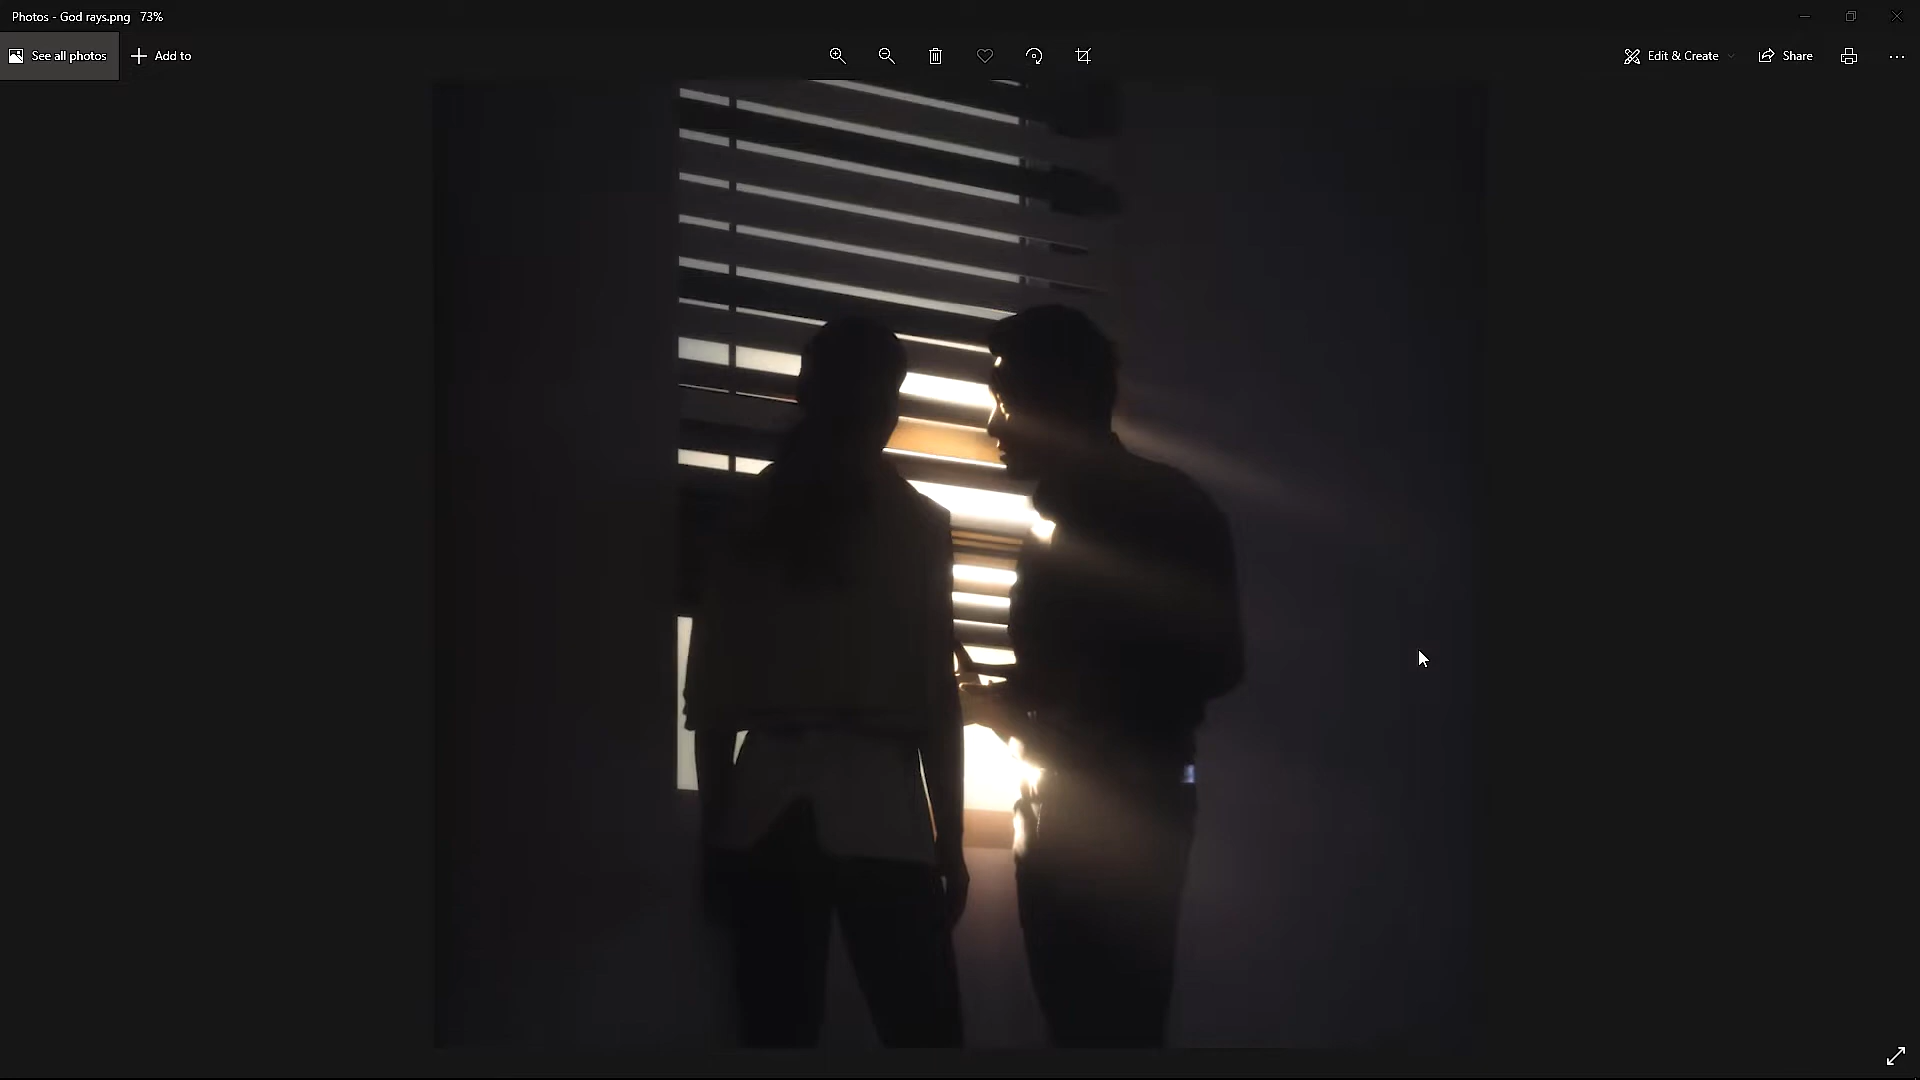 Photos - God rays.png 73%
See all photos
Add to
Edit & Create
Share